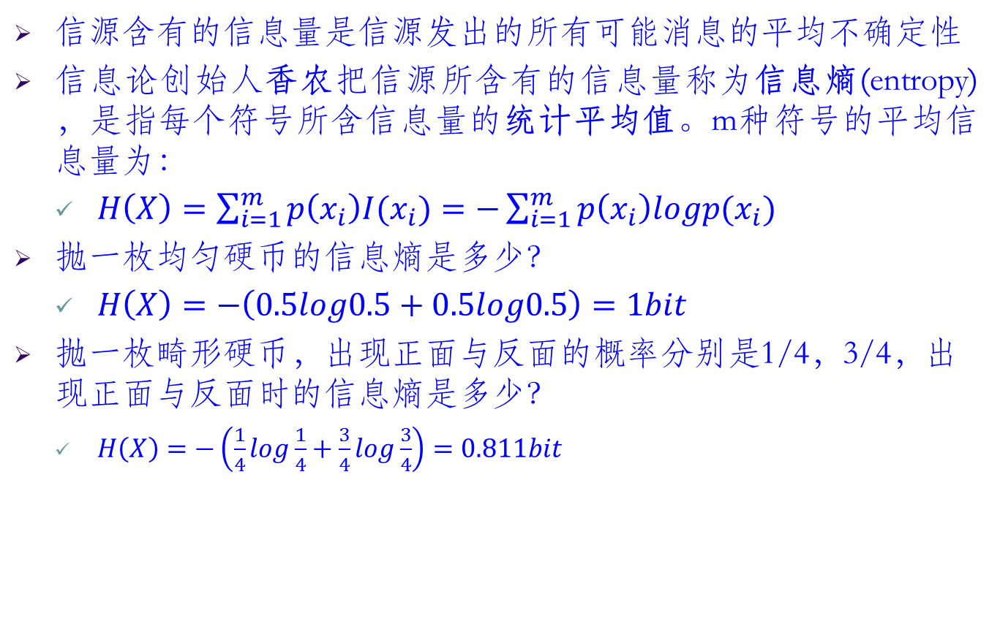 ➢ 信源含有的信息量是信源发出的所有可能消息的平均不确定性
➢ 信息论创始人香农把信源所含有的信息量称为信息熵(entropy)
，是指每个符号所含信息量的统计平均值。m种符号的平均信
息量为：
✓ H(X) = ∑_{i=1}^{m} p(x_i)I(x_i) = −∑_{i=1}^{m} p(x_i)logp(x_i)
➢ 抛一枚均匀硬币的信息熵是多少？
✓ H(X) = −(0.5log0.5 + 0.5log0.5) = 1bit
➢ 抛一枚畸形硬币，出现正面与反面的概率分别是1/4，3/4，出
现正面与反面时的信息熵是多少？
✓ H(X) = −(1/4 log 1/4 + 3/4 log 3/4) = 0.811bit